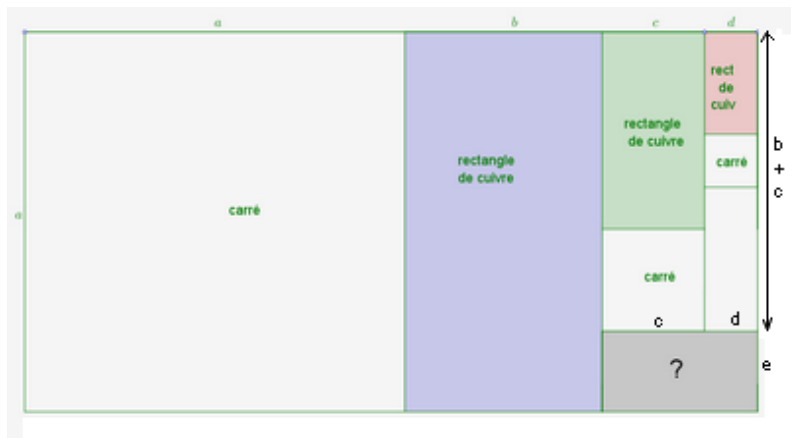 a b c d
carré
a
rectangle
de cuivre
rectangle
de cuivre
carré
c
rect
de
cuiv
carré
d
b
+
c
e
?